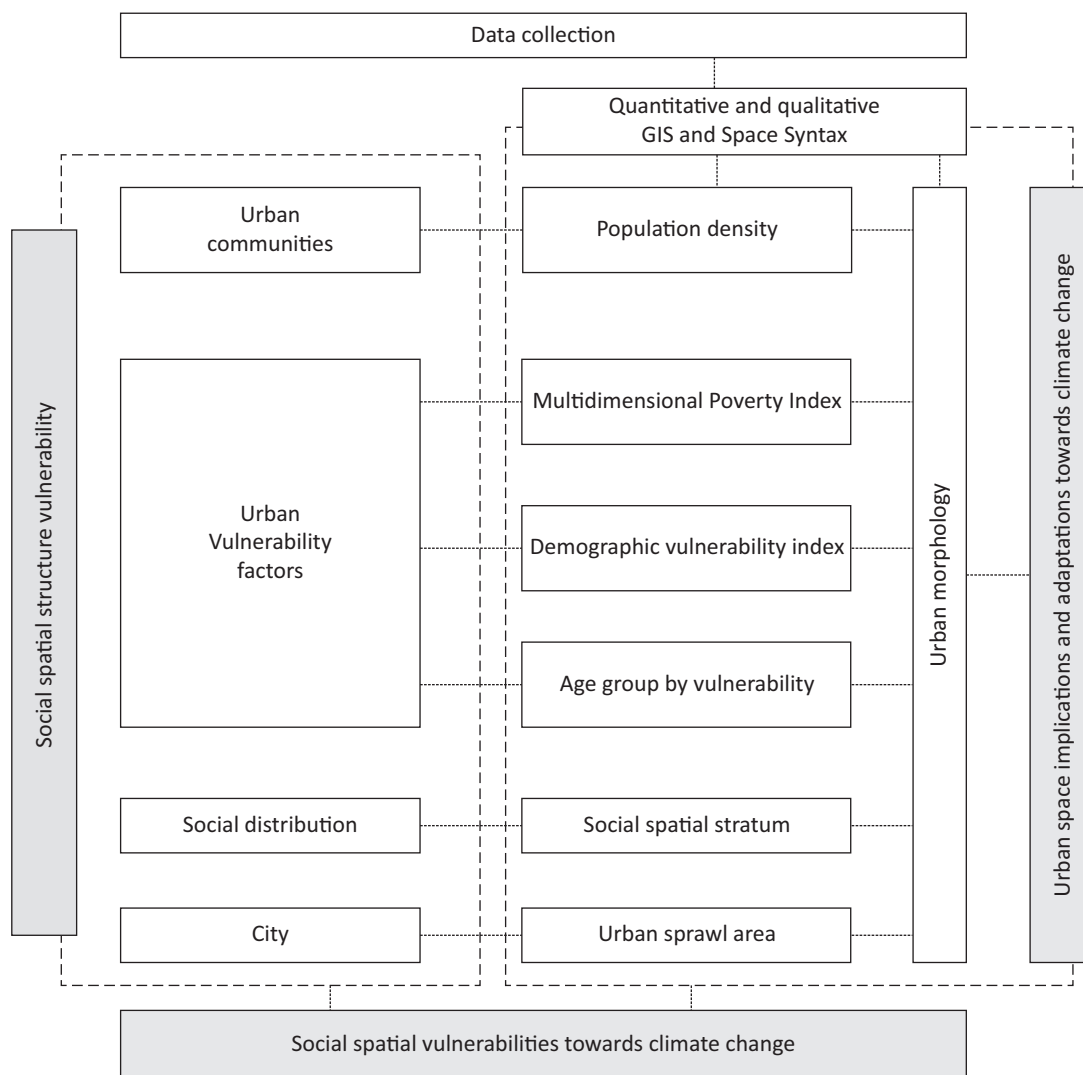 Data collection
Quantitative and qualitative
GIS and Space Syntax
Social spatial structure vulnerability
Urban
communities
Population density
Urban
Vulnerability
factors
Multidimensional Poverty Index
Demographic vulnerability index
Age group by vulnerability
Social distribution
Social spatial stratum
City
Urban sprawl area
Urban morphology
Urban space implications and adaptations towards climate change
Social spatial vulnerabilities towards climate change